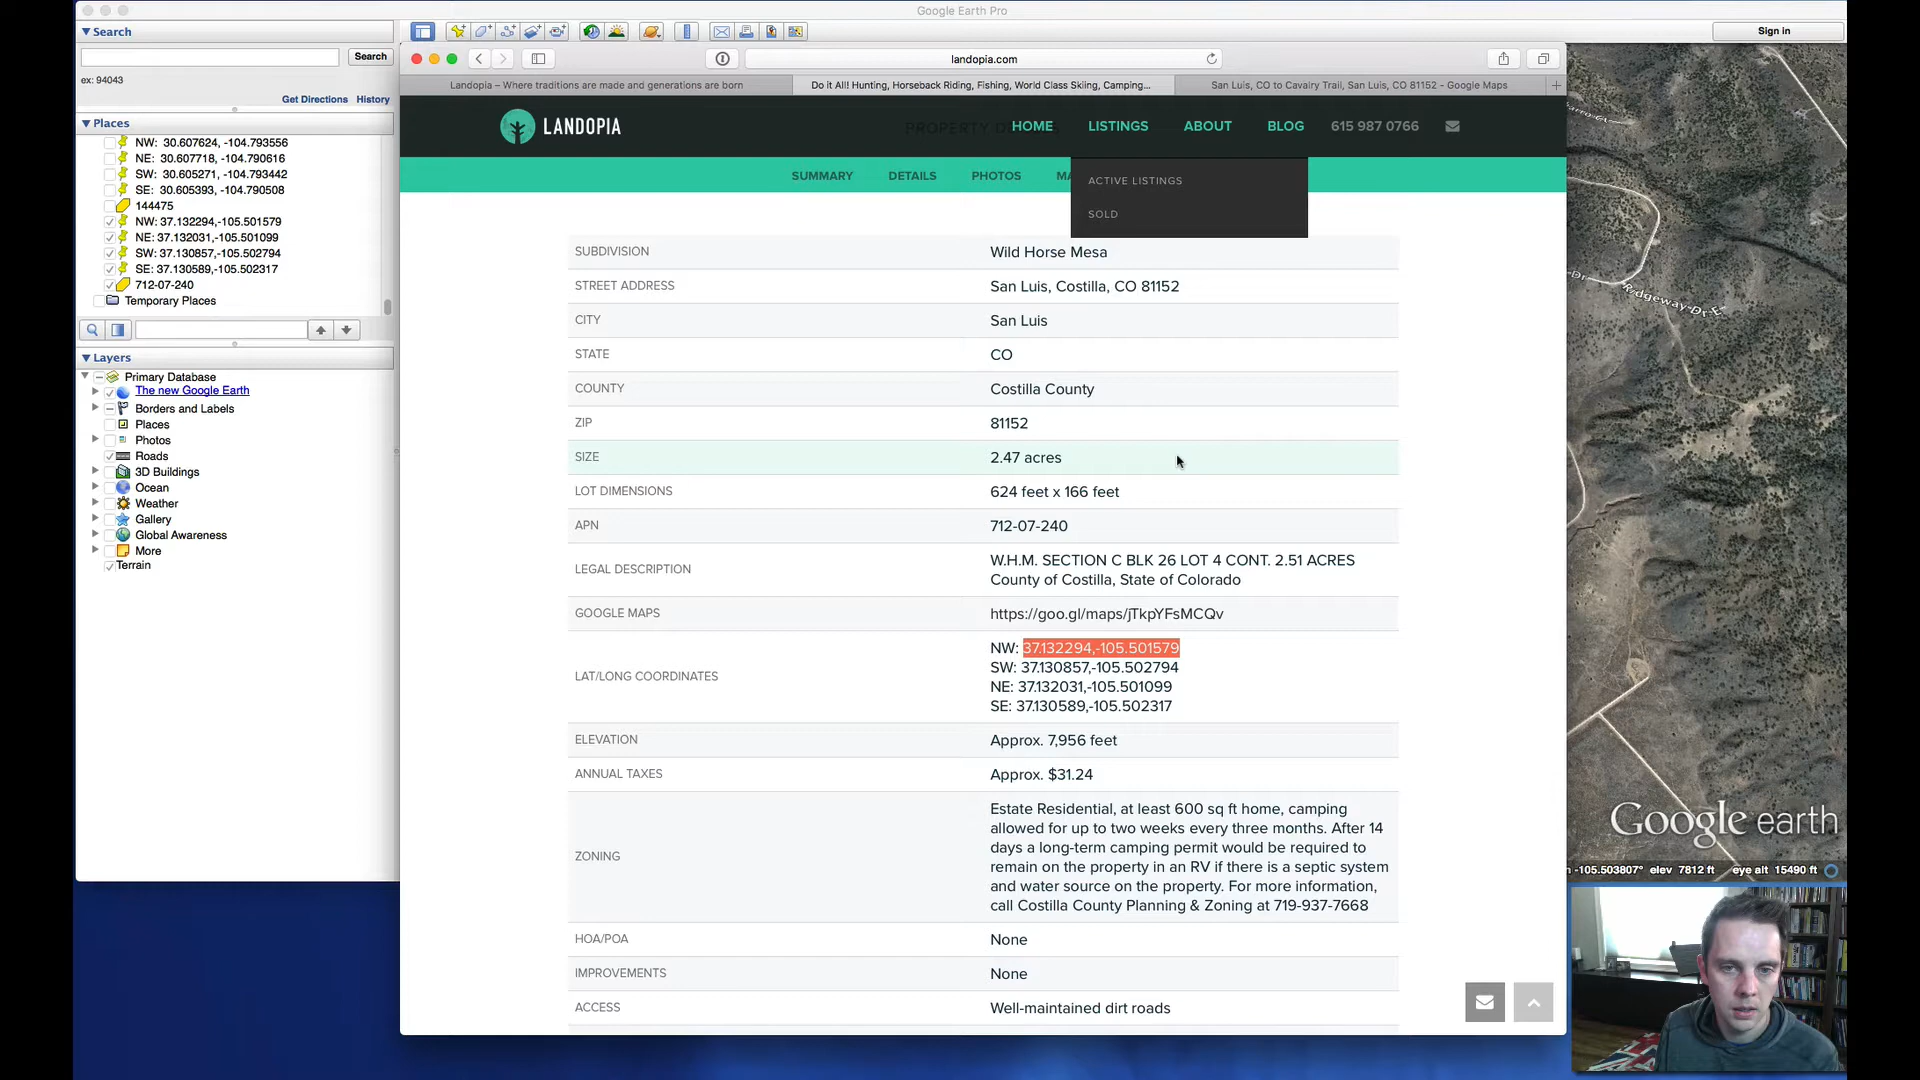 Google Earth Pro
Search
Search
ex: 94043
Get Directions
History
Places
NW: 30.607624, -104.793556
NE: 30.607718, -104.790616
SW: 30.605271, -104.793442
SE: 30.605393, -104.790508
144475
NW: 37.132294,-105.501579
NE: 37.132031,-105.501099
SW: 37.130857,-105.502794
SE: 37.130589,-105.502317
712-07-240
Temporary Places
Layers
Primary Database
The new Google Earth
Borders and Labels
Places
Photos
Roads
3D Buildings
Ocean
Weather
Gallery
Global Awareness
More
Terrain
Sign in
landopia.com
Landopia – Where traditions are made and generations are born
Do it All! Hunting, Horseback Riding, Fishing, World Class Skiing, Camping...
San Luis, CO to Cavalry Trail, San Luis, CO 81152 - Google Maps
LANDOPIA
HOME
LISTINGS
ABOUT
BLOG
615 987 0766
SUMMARY
DETAILS
PHOTOS
ACTIVE LISTINGS
SOLD
SUBDIVISION Wild Horse Mesa
STREET ADDRESS San Luis, Costilla, CO 81152
CITY San Luis
STATE CO
COUNTY Costilla County
ZIP 81152
SIZE 2.47 acres
LOT DIMENSIONS 624 feet x 166 feet
APN 712-07-240
LEGAL DESCRIPTION W.H.M. SECTION C BLK 26 LOT 4 CONT. 2.51 ACRES
County of Costilla, State of Colorado
GOOGLE MAPS https://goo.gl/maps/jTkpYFsMCQv
LAT/LONG COORDINATES
NW: 37.132294,-105.501579
SW: 37.130857,-105.502794
NE: 37.132031,-105.501099
SE: 37.130589,-105.502317
ELEVATION Approx. 7,956 feet
ANNUAL TAXES Approx. $31.24
ZONING
Estate Residential, at least 600 sq ft home, camping
allowed for up to two weeks every three months. After 14
days a long-term camping permit would be required to
remain on the property in an RV if there is a septic system
and water source on the property. For more information,
call Costilla County Planning & Zoning at 719-937-7668
HOA/POA None
IMPROVEMENTS None
ACCESS Well-maintained dirt roads
Ridgeway Dr E
Google earth
-105.503807° elev 7812 ft eye alt 15490 ft